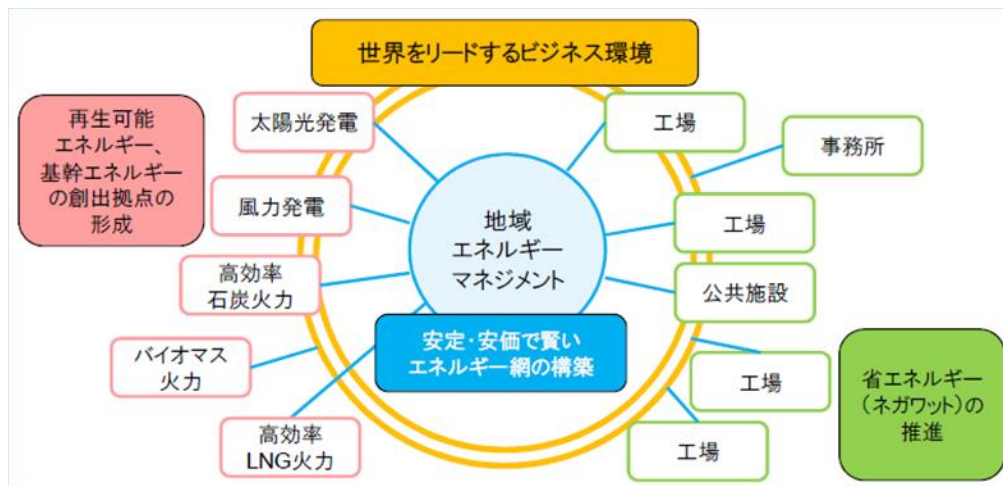 世界をリードするビジネス環境
再生可能
エネルギー、
基幹エネルギー
の創出拠点の
形成
太陽光発電
風力発電
高効率
石炭火力
バイオマス
火力
高効率
LNG火力
地域
エネルギー
マネジメント
安定・安価で賢い
エネルギー網の構築
工場
事務所
工場
公共施設
工場
工場
省エネルギー
(ネガワット)の
推進